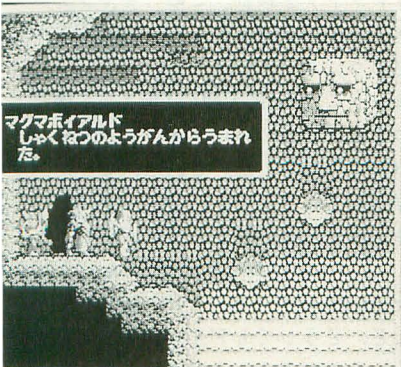 マグマボイアルド
しゃくねつのようがんからうまれ
た。